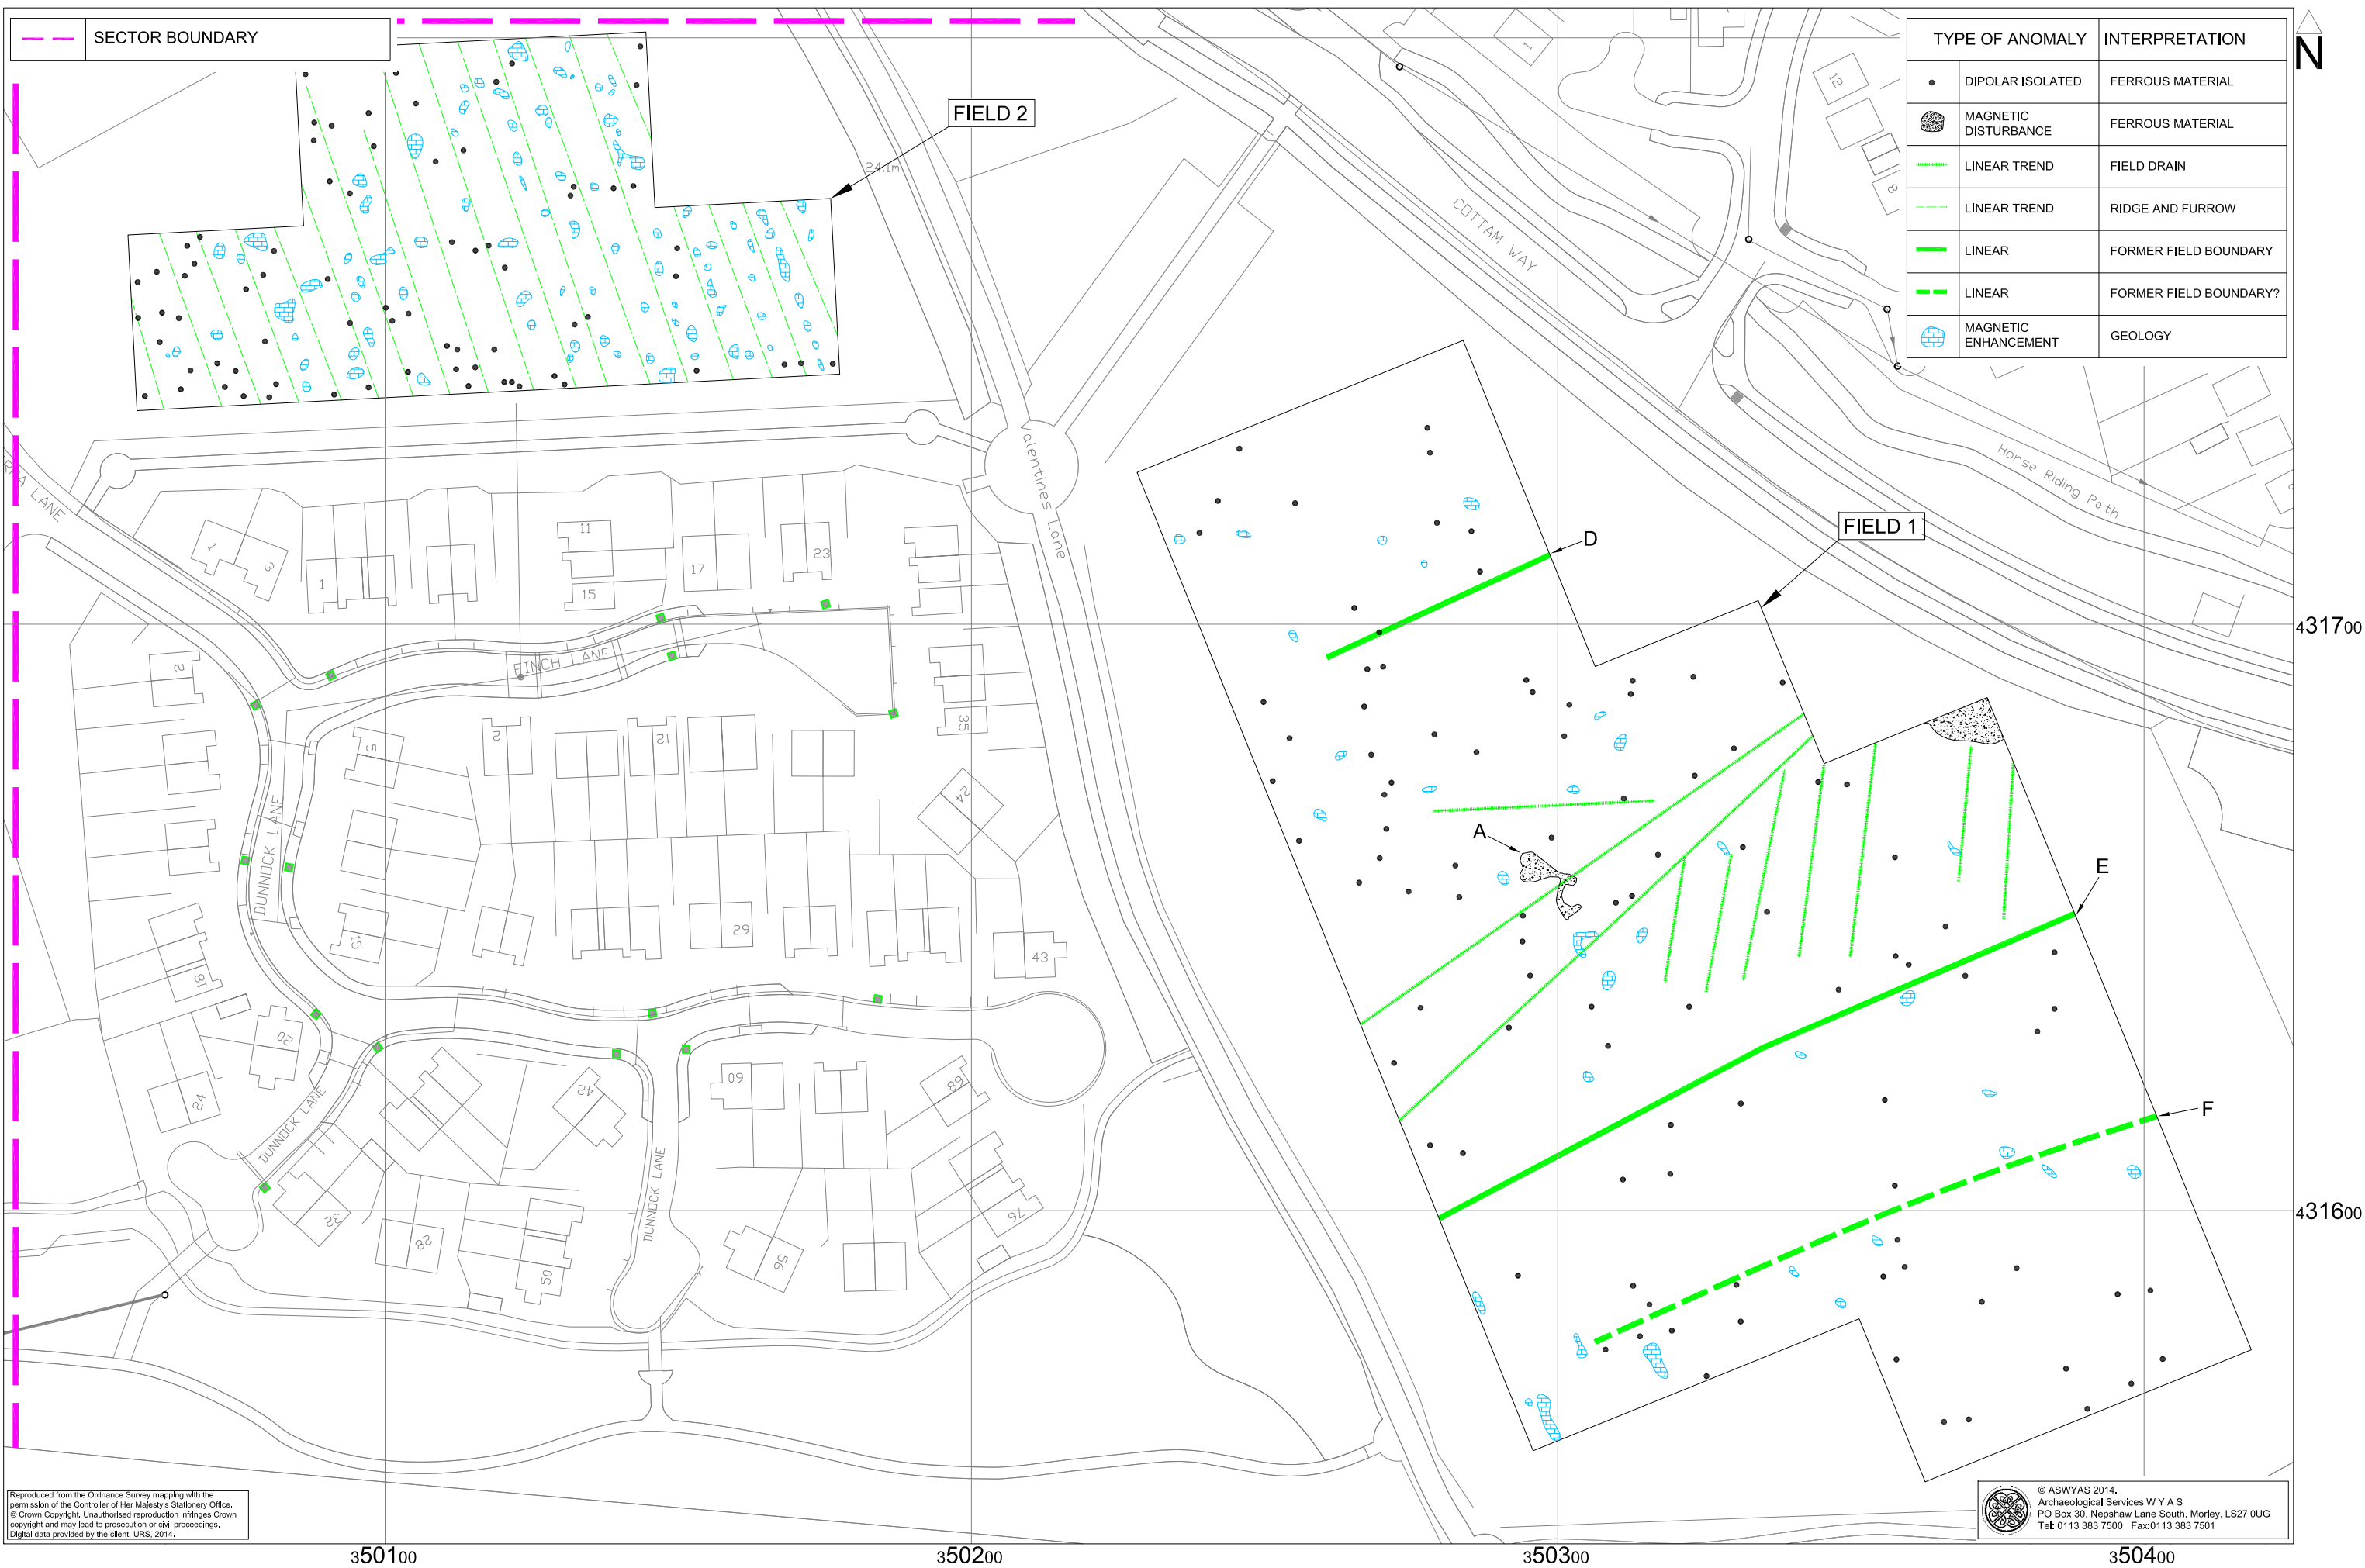 SECTOR BOUNDARY
TYPE OF ANOMALY INTERPRETATION
DIPOLAR ISOLATED FERROUS MATERIAL
MAGNETIC
DISTURBANCE
FERROUS MATERIAL
LINEAR TREND FIELD DRAIN
LINEAR TREND RIDGE AND FURROW
LINEAR FORMER FIELD BOUNDARY
LINEAR FORMER FIELD BOUNDARY?
MAGNETIC
ENHANCEMENT
GEOLOGY
N
FIELD 2
24.1m
1
12
8
COTTAM WAY
Horse Riding Path
Valentines Lane
FIELD 1
D
A
E
F
LANE
1
3
1
11
15
17
23
FINCH LANE
2
5
2
12
35
24
DUNNOCK LANE
15
18
20
24
29
43
DUNNOCK LANE
32
28
42
50
DUNNOCK LANE
60
68
56
76
431700
431600
350100
350200
350300
350400
Reproduced from the Ordnance Survey mapping with the
permission of the Controller of Her Majesty's Stationery Office.
© Crown Copyright. Unauthorised reproduction infringes Crown
copyright and may lead to prosecution or civil proceedings.
Digital data provided by the client, URS, 2014.
© ASWYAS 2014.
Archaeological Services W Y A S
PO Box 30, Nepshaw Lane South, Morley, LS27 0UG
Tel: 0113 383 7500 Fax:0113 383 7501